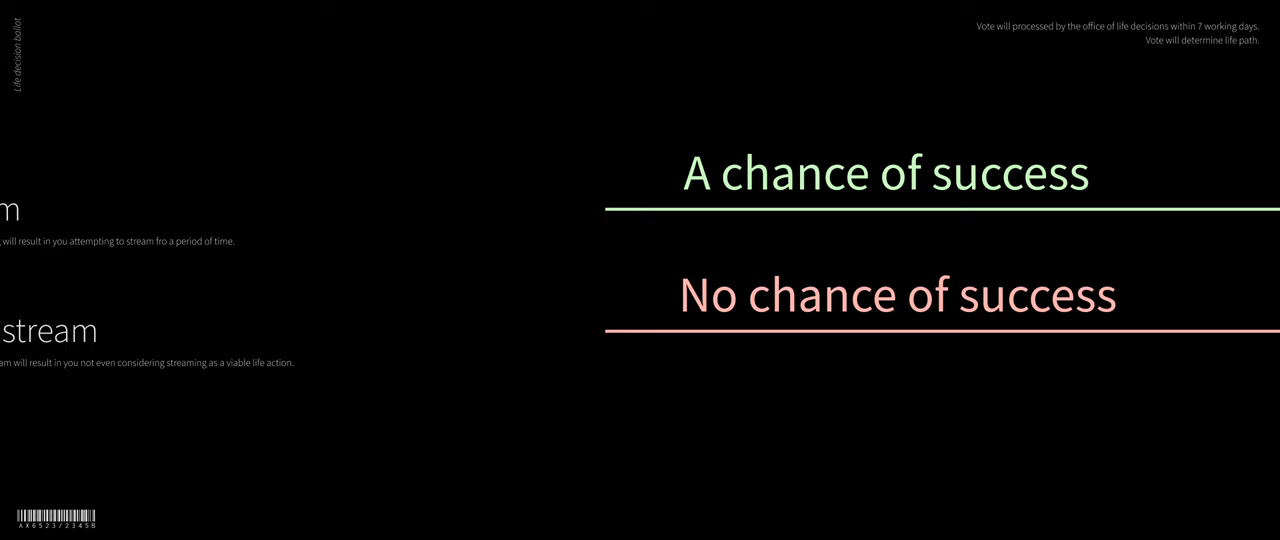 Life decision ballot
Vote will processed by the office of life decisions within 7 working days.
Vote will determine life path.
A chance of success
m
will result in you attempting to stream fro a period of time.
No chance of success
stream
am will result in you not even considering streaming as a viable life action.
AX6523/2345B